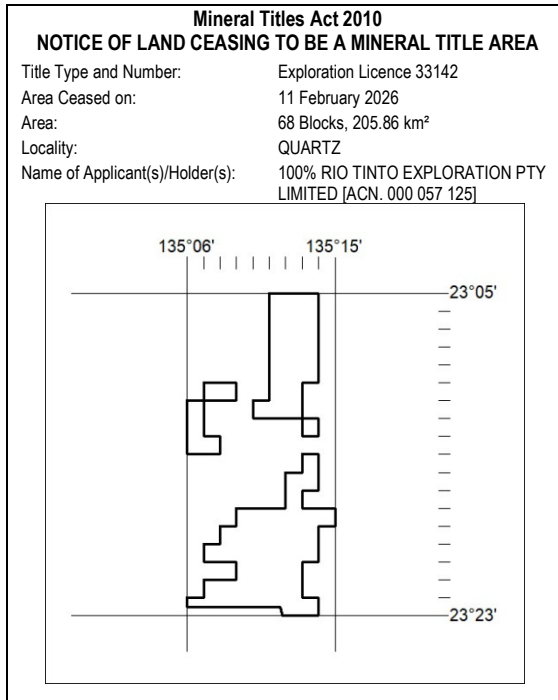 Mineral Titles Act 2010
NOTICE OF LAND CEASING TO BE A MINERAL TITLE AREA
Title Type and Number: Exploration Licence 33142
Area Ceased on: 11 February 2026
Area: 68 Blocks, 205.86 km²
Locality: QUARTZ
Name of Applicant(s)/Holder(s): 100% RIO TINTO EXPLORATION PTY
LIMITED [ACN. 000 057 125]
135°06' 135°15'
23°05'
23°23'